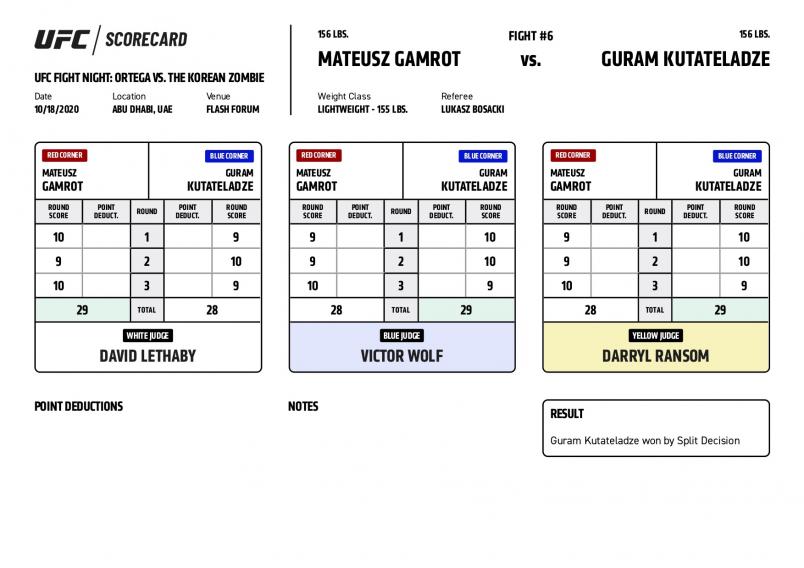 UFC / SCORECARD
UFC FIGHT NIGHT: ORTEGA VS. THE KOREAN ZOMBIE
Date Location Venue
10/18/2020 ABU DHABI, UAE FLASH FORUM
156 LBS. FIGHT #6 156 LBS.
MATEUSZ GAMROT vs. GURAM KUTATELADZE
Weight Class Referee
LIGHTWEIGHT - 155 LBS. LUKASZ BOSACKI
RED CORNER BLUE CORNER
MATEUSZ GURAM
GAMROT KUTATELADZE
ROUND POINT ROUND POINT ROUND
SCORE DEDUCT. DEDUCT. SCORE
10 1 9
9 2 10
10 3 9
29 TOTAL 28
WHITE JUDGE
DAVID LETHABY
RED CORNER BLUE CORNER
MATEUSZ GURAM
GAMROT KUTATELADZE
ROUND POINT ROUND POINT ROUND
SCORE DEDUCT. DEDUCT. SCORE
9 1 10
9 2 10
10 3 9
28 TOTAL 29
BLUE JUDGE
VICTOR WOLF
RED CORNER BLUE CORNER
MATEUSZ GURAM
GAMROT KUTATELADZE
ROUND POINT ROUND POINT ROUND
SCORE DEDUCT. DEDUCT. SCORE
9 1 10
9 2 10
10 3 9
28 TOTAL 29
YELLOW JUDGE
DARRYL RANSOM
POINT DEDUCTIONS
NOTES
RESULT
Guram Kutateladze won by Split Decision